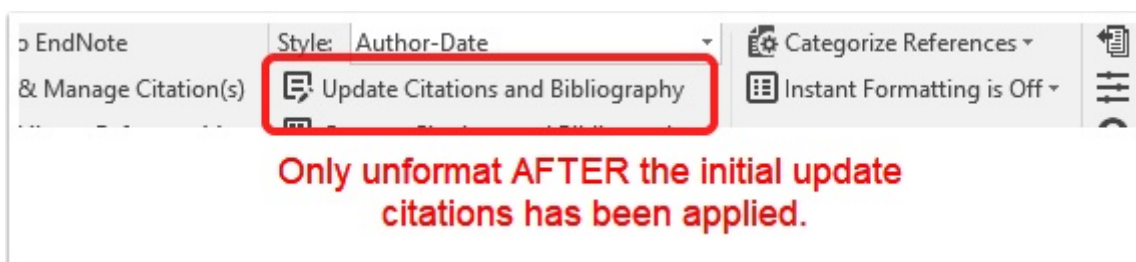 o EndNote
Style: Author-Date
Categorize References
& Manage Citation(s)
Update Citations and Bibliography
Instant Formatting is Off
Only unformat AFTER the initial update
citations has been applied.